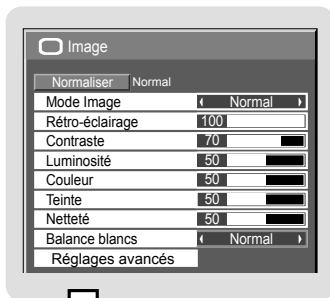 Image
Normaliser Normal
Mode Image Normal
Rétro-éclairage 100
Contraste 70
Luminosité 50
Couleur 50
Teinte 50
Netteté 50
Balance blancs Normal
Réglages avancés